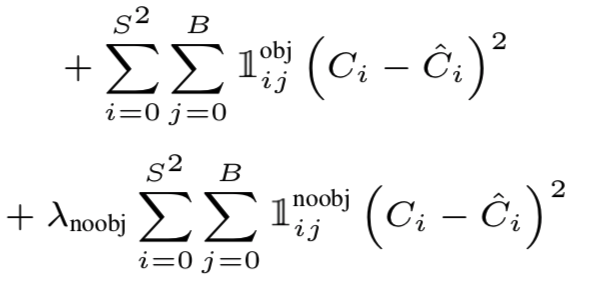 + \sum_{i=0}^{S^2} \sum_{j=0}^{B} \mathbb{1}_{ij}^{\text{obj}} \left( C_i - \hat{C}_i \right)^2
+ \lambda_{\text{noobj}} \sum_{i=0}^{S^2} \sum_{j=0}^{B} \mathbb{1}_{ij}^{\text{noobj}} \left( C_i - \hat{C}_i \right)^2